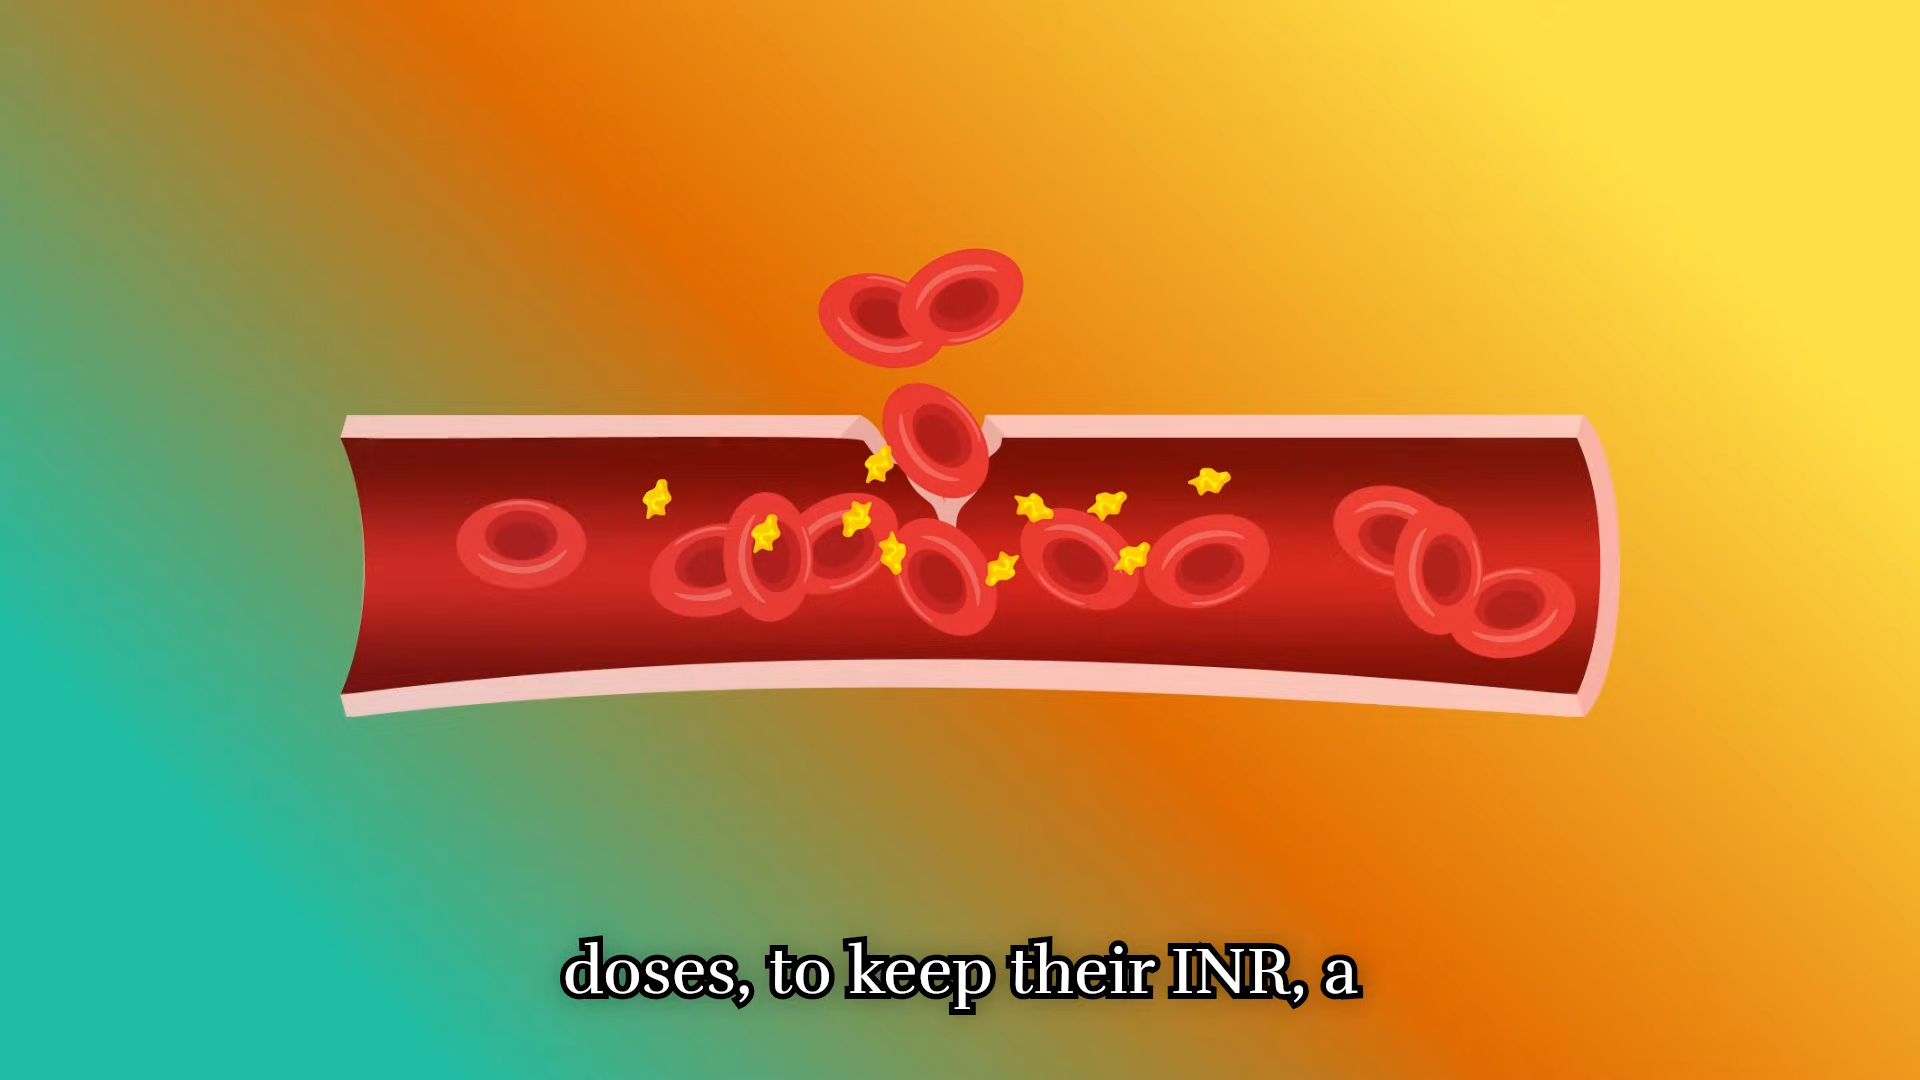 doses, to keep their INR, a